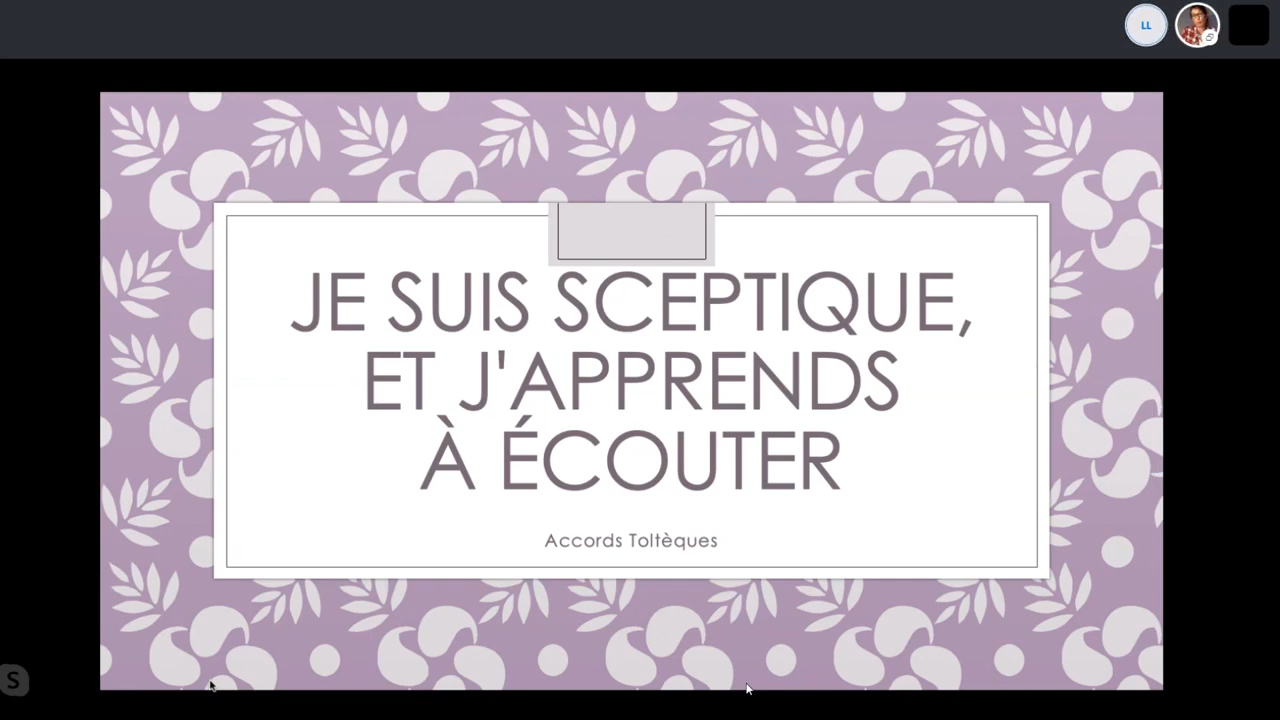 LL
JE SUIS SCEPTIQUE,
ET J'APPRENDS
À ÉCOUTER
Accords Toltèques
S